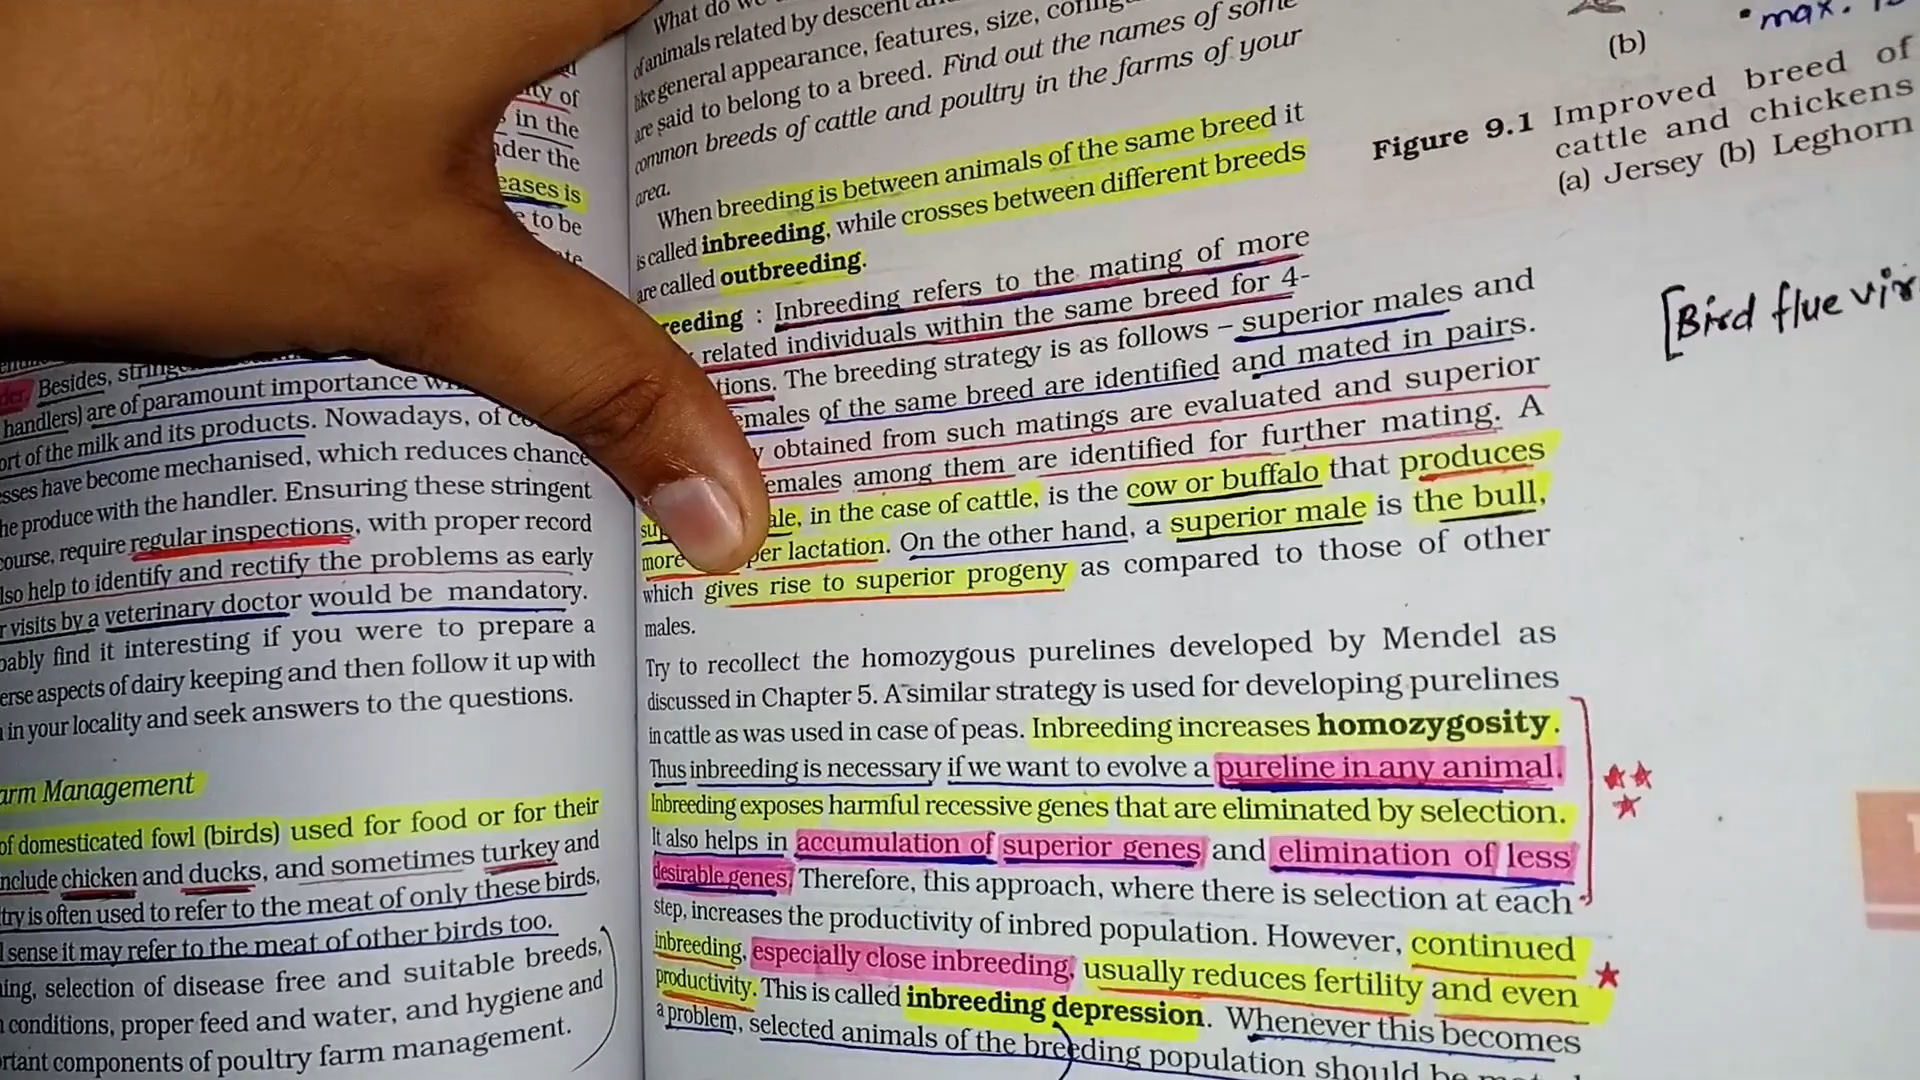 ty of
in the
der the
eases is
to be
Besides,
handlers) are of paramount importance
ort of the milk and its products. Nowadays, of
sses have become mechanised, which reduces chance
he produce with the handler. Ensuring these stringent
course, require regular inspections, with proper record
lso help to identify and rectify the problems as early
r visits by a veterinary doctor would be mandatory.
bably find it interesting if you were to prepare a
erse aspects of dairy keeping and then follow it up with
in your locality and seek answers to the questions.
arm Management
of domesticated fowl (birds) used for food or for their
nclude chicken and ducks, and sometimes turkey and
try is often used to refer to the meat of only these birds,
l sense it may refer to the meat of other birds too.
ing, selection of disease free and suitable breeds,
conditions, proper feed and water, and hygiene and
rtant components of poultry farm management.
What do we
of animals related by descent
like general appearance, features, size,
are said to belong to a breed. Find out the names of some
common breeds of cattle and poultry in the farms of your
area.
When breeding is between animals of the same breed it
is called inbreeding, while crosses between different breeds
are called outbreeding.
reeding : Inbreeding refers to the mating of more
related individuals within the same breed for 4-
tions. The breeding strategy is as follows – superior males and
emales of the same breed are identified and mated in pairs.
y obtained from such matings are evaluated and superior
emales among them are identified for further mating. A
ale, in the case of cattle, is the cow or buffalo that produces
more per lactation. On the other hand, a superior male is the bull,
which gives rise to superior progeny as compared to those of other
males.
Try to recollect the homozygous purelines developed by Mendel as
discussed in Chapter 5. A similar strategy is used for developing purelines
in cattle as was used in case of peas. Inbreeding increases homozygosity.
Thus inbreeding is necessary if we want to evolve a pureline in any animal.
Inbreeding exposes harmful recessive genes that are eliminated by selection.
It also helps in accumulation of superior genes and elimination of less
desirable genes. Therefore, this approach, where there is selection at each
step, increases the productivity of inbred population. However, continued
inbreeding, especially close inbreeding, usually reduces fertility and even
productivity. This is called inbreeding depression. Whenever this becomes
a problem, selected animals of the breeding population should be
max.
(b)
Figure 9.1 Improved breed of
cattle and chickens
(a) Jersey (b) Leghorn
[Bird flue vir